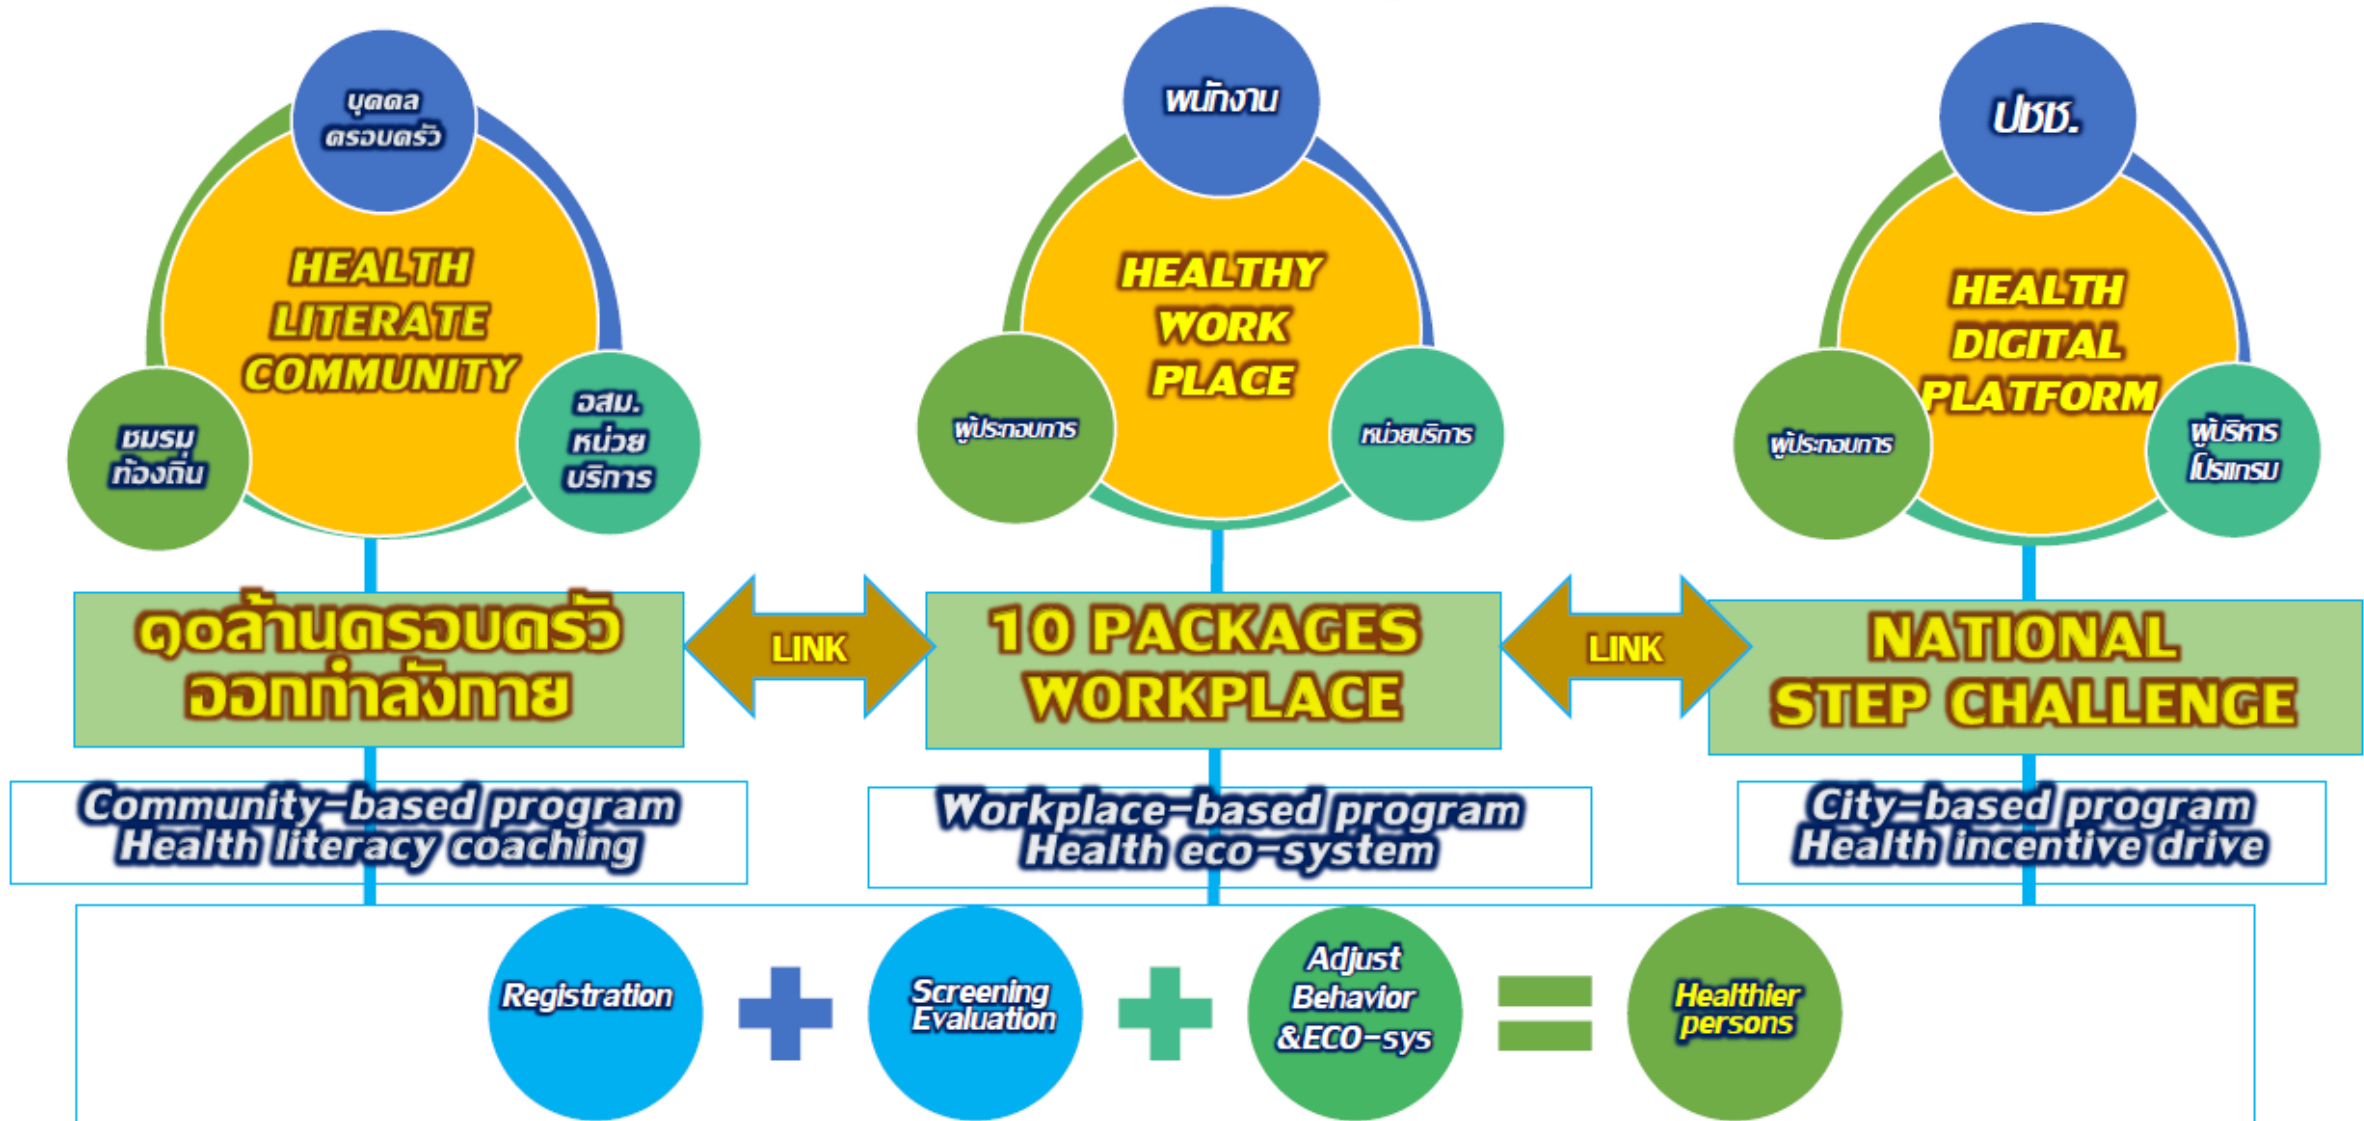 บุคคล
ครอบครัว
HEALTH
LITERATE
COMMUNITY
ชมรม
ท้องถิ่น
อสม.
หน่วย
บริการ
พนักงาน
HEALTHY
WORK
PLACE
ผู้ประกอบการ
หน่วยบริการ
ปชช.
HEALTH
DIGITAL
PLATFORM
ผู้ประกอบการ
ผู้บริหาร
โปรแกรม
๑๐ล้านครอบครัว
ออกกำลังกาย
LINK
10 PACKAGES
WORKPLACE
LINK
NATIONAL
STEP CHALLENGE
Community-based program
Health literacy coaching
Workplace-based program
Health eco-system
City-based program
Health incentive drive
Registration
Screening
Evaluation
Adjust
Behavior
&ECO-sys
Healthier
persons